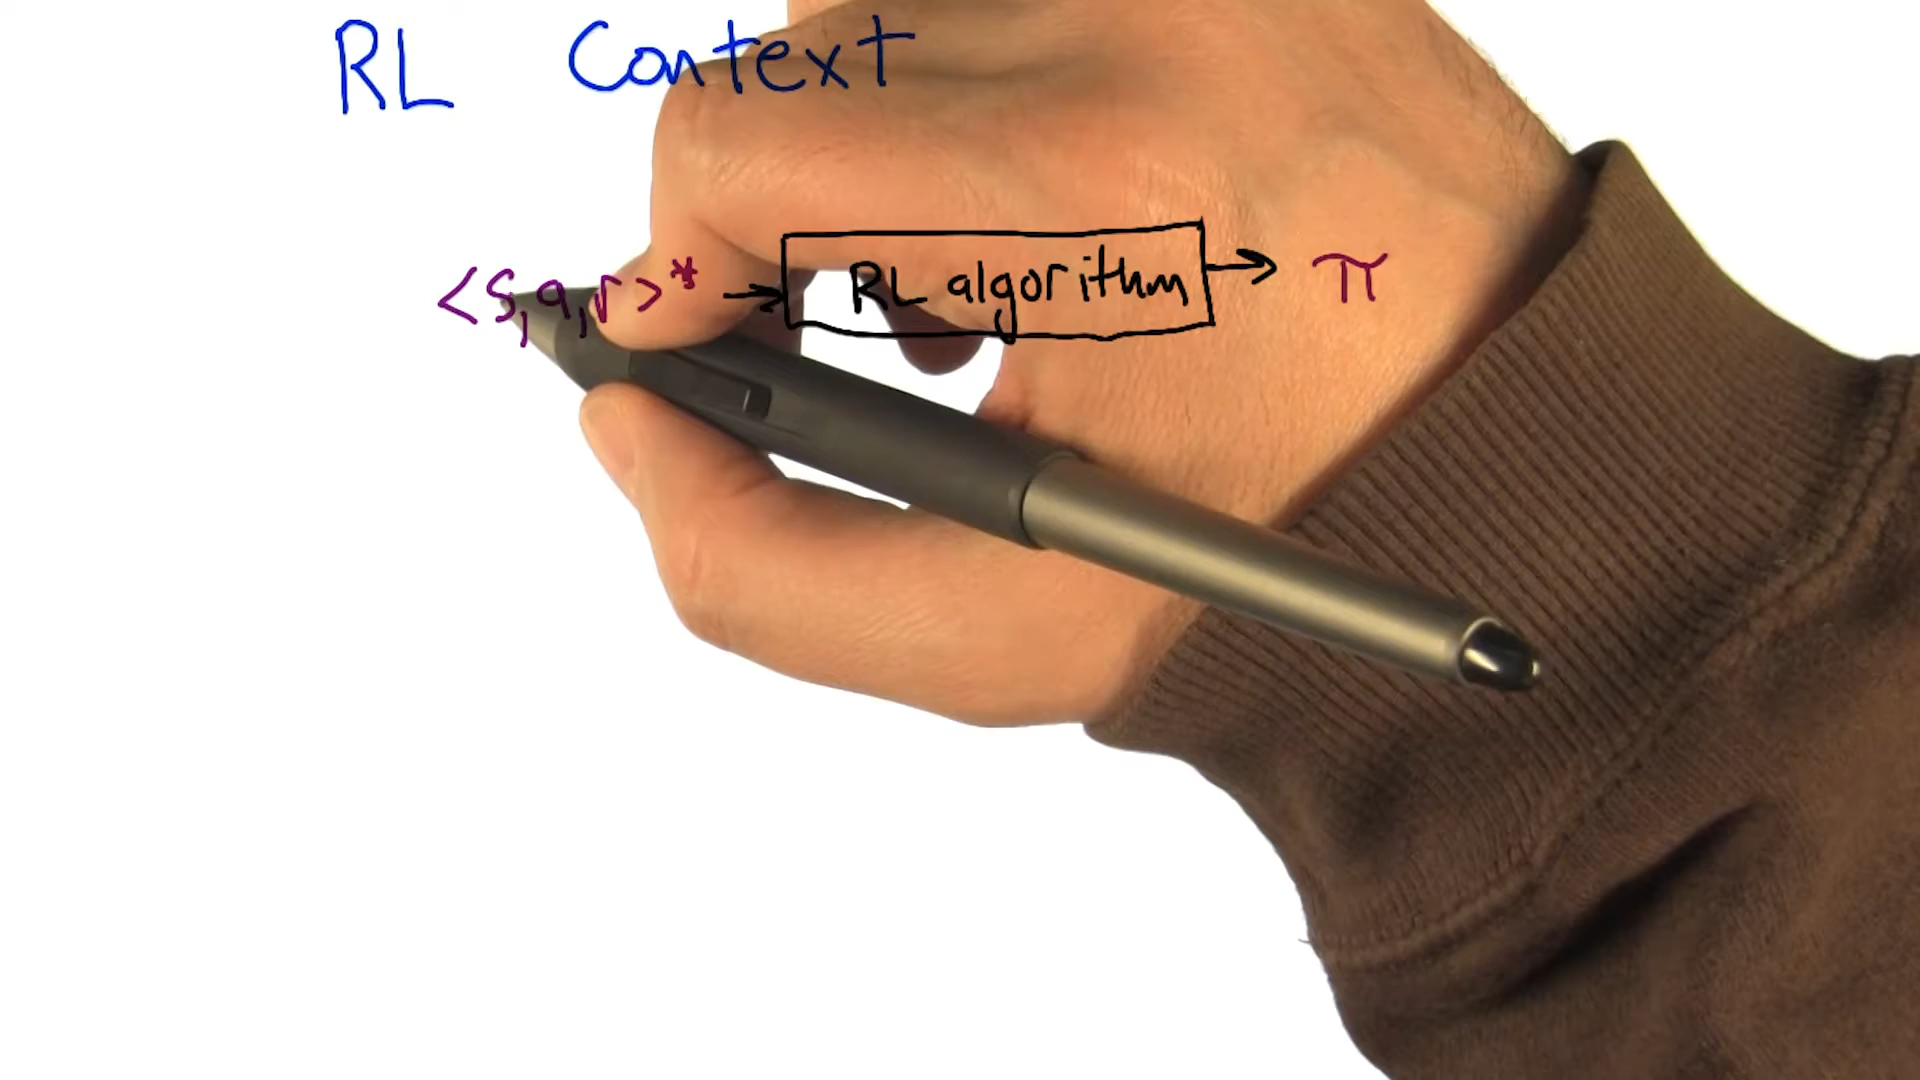 RL Context
<s,a,r>* → RL algorithm → π